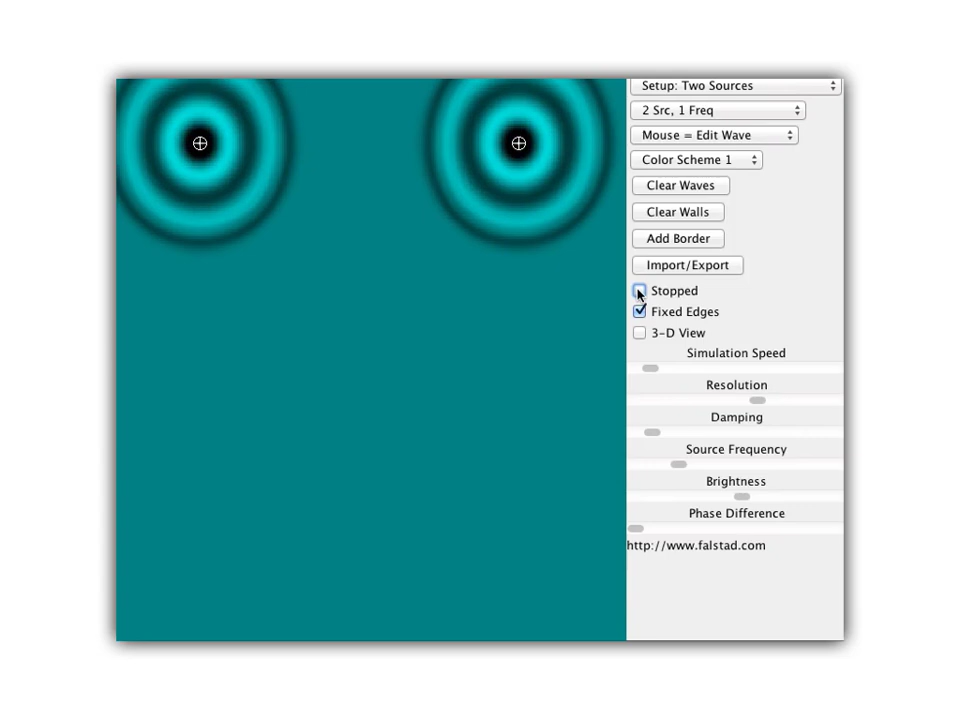 Setup: Two Sources
2 Src, 1 Freq
Mouse = Edit Wave
Color Scheme 1
Clear Waves
Clear Walls
Add Border
Import/Export
Stopped
Fixed Edges
3-D View
Simulation Speed
Resolution
Damping
Source Frequency
Brightness
Phase Difference
http://www.falstad.com